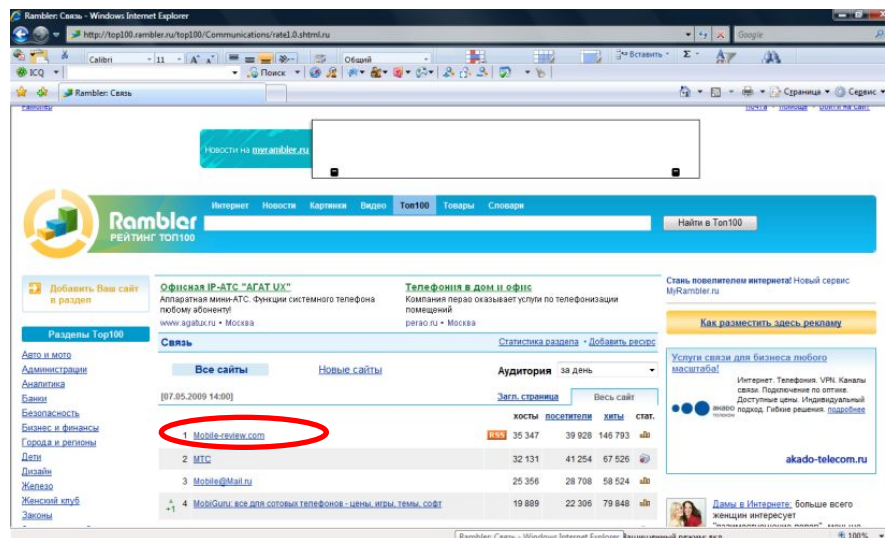 Rambler: Связь - Windows Internet Explorer
http://top100.rambler.ru/top100/Communications/rate1.0.shtml.ru
Google
Calibri 11 Общий Вставить
ICQ Поиск
Rambler: Связь Страница Сервис
Новости на myrambler.ru
Интернет Новости Картинки Видео Топ100 Товары Словари
Rambler
РЕЙТИНГ ТОП100
Найти в Топ100
Добавить Ваш сайт
в раздел
Офисная IP-АТС "АГАТ UX"
Аппаратная мини-АТС. Функции системного телефона
любому абоненту!
www.agatux.ru • Москва
Телефония в дом и офис
Компания перао оказывает услуги по телефонизации
помещений
perao.ru • Москва
Стань повелителем интернета! Новый сервис
MyRambler.ru
Как разместить здесь рекламу
Разделы Top100
Авто и мото
Администрации
Аналитика
Банки
Безопасность
Бизнес и финансы
Города и регионы
Дети
Дизайн
Железо
Женский клуб
Законы
Связь Статистика раздела • Добавить ресурс
Все сайты Новые сайты Аудитория за день
[07.05.2009 14:00] Загл. страница Весь сайт
хосты посетители хиты стат.
1 Mobile-review.com RSS 35 347 39 928 146 793
2 МТС 32 131 41 254 67 526
3 Mobile@Mail.ru 25 356 28 708 58 524
+1 4 MobiGuru: все для сотовых телефонов - цены, игры, темы, софт 19 889 22 306 79 848
Услуги связи для бизнеса любого
масштаба!
Интернет. Телефония. VPN. Каналы
связи. Подключение по оптике.
Доступные цены. Индивидуальный
подход. Гибкие решения. подробнее
акадо
телеком
akado-telecom.ru
Дамы в Интернете: больше всего
женщин интересует
Rambler: Связь - Windows Internet Explorer
100%